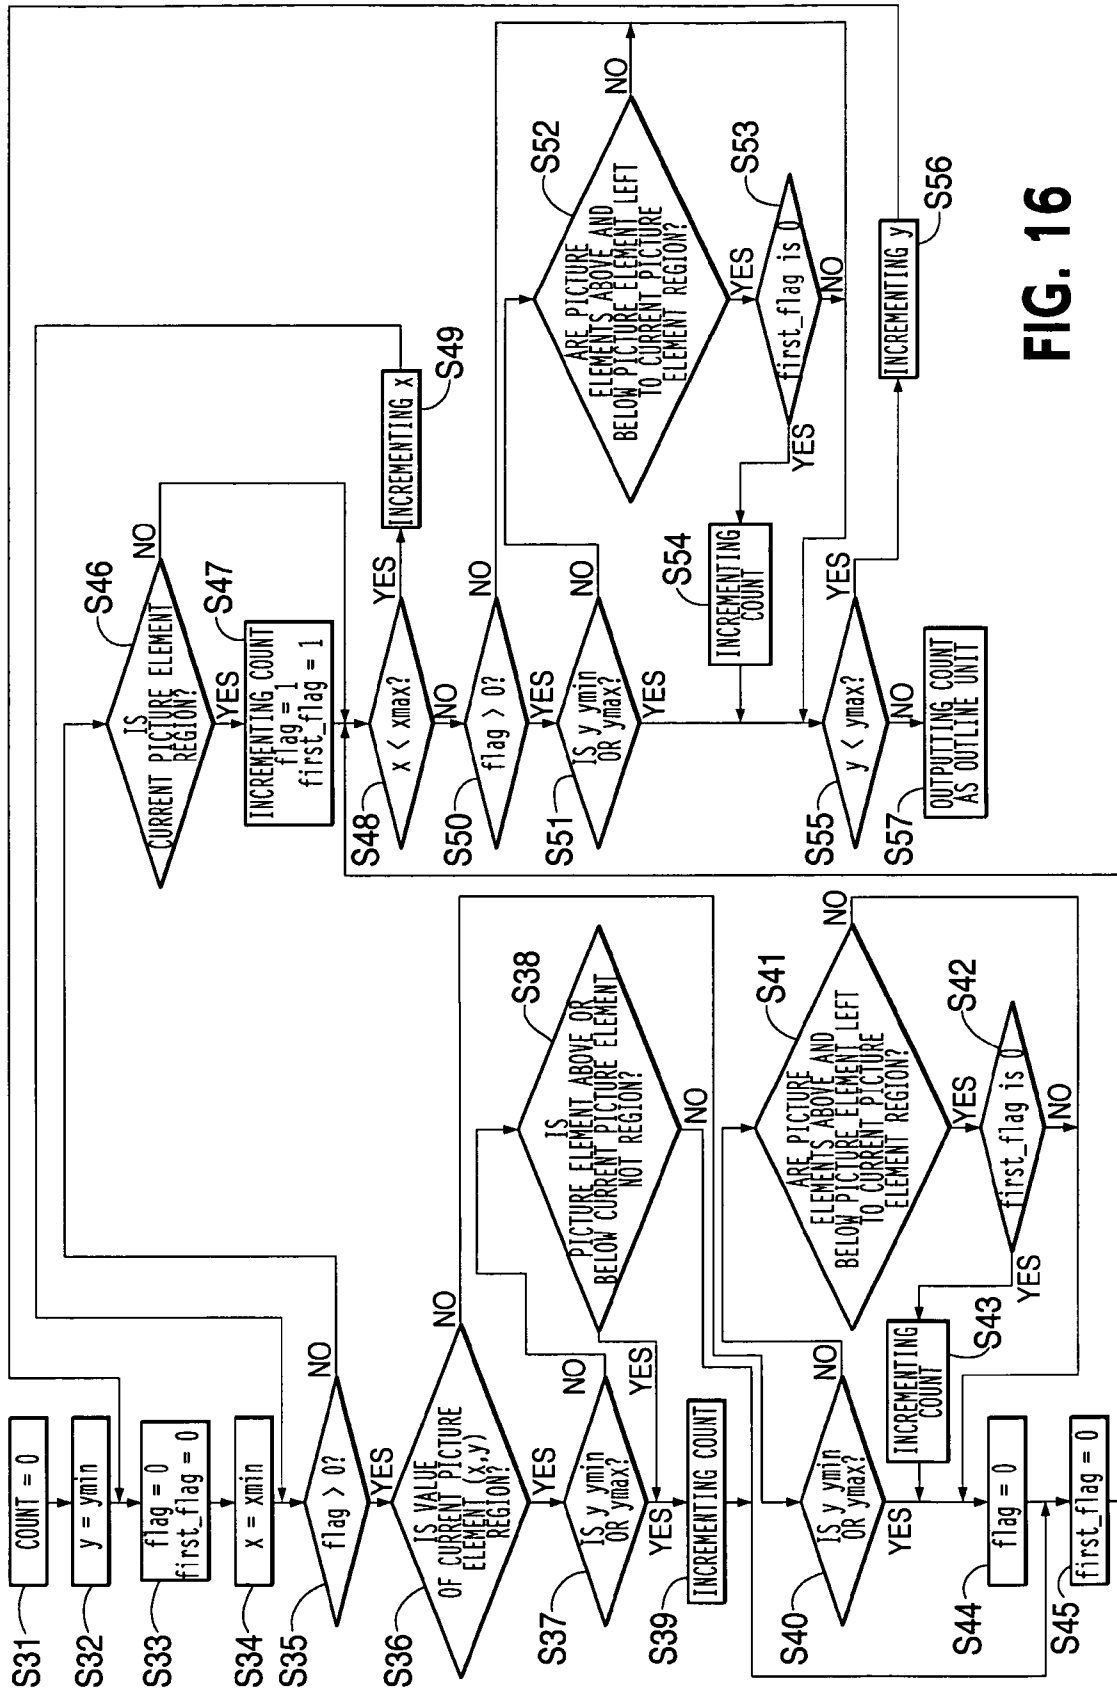 S31
COUNT = 0
S32
y = ymin
S33
flag = 0
first_flag = 0
S34
x = xmin
S35
flag > 0?
NO
YES
S36
IS VALUE
OF CURRENT PICTURE
ELEMENT (x,y)
REGION?
NO
YES
S37
IS y ymin
OR ymax?
NO
YES
S38
IS
PICTURE ELEMENT ABOVE OR
BELOW CURRENT PICTURE ELEMENT
NOT REGION?
YES
NO
S39
INCREMENTING COUNT
S40
IS y ymin
OR ymax?
NO
YES
S41
ARE PICTURE
ELEMENTS ABOVE AND
BELOW PICTURE ELEMENT LEFT
TO CURRENT PICTURE
ELEMENT REGION?
NO
YES
S42
first_flag is 0
YES
NO
S43
INCREMENTING
COUNT
S44
flag = 0
S45
first_flag = 0
S46
IS
CURRENT PICTURE ELEMENT
REGION?
NO
YES
S47
INCREMENTING COUNT
flag = 1
first_flag = 1
S48
x < xmax?
YES
NO
S49
INCREMENTING x
S50
flag > 0?
NO
YES
S51
IS y ymin
OR ymax?
NO
YES
S52
ARE PICTURE
ELEMENTS ABOVE AND
BELOW PICTURE ELEMENT LEFT
TO CURRENT PICTURE
ELEMENT REGION?
NO
YES
S53
first_flag is 0
YES
NO
S54
INCREMENTING
COUNT
S55
y < ymax?
YES
NO
S56
INCREMENTING y
S57
OUTPUTTING COUNT
AS OUTLINE UNIT
FIG. 16